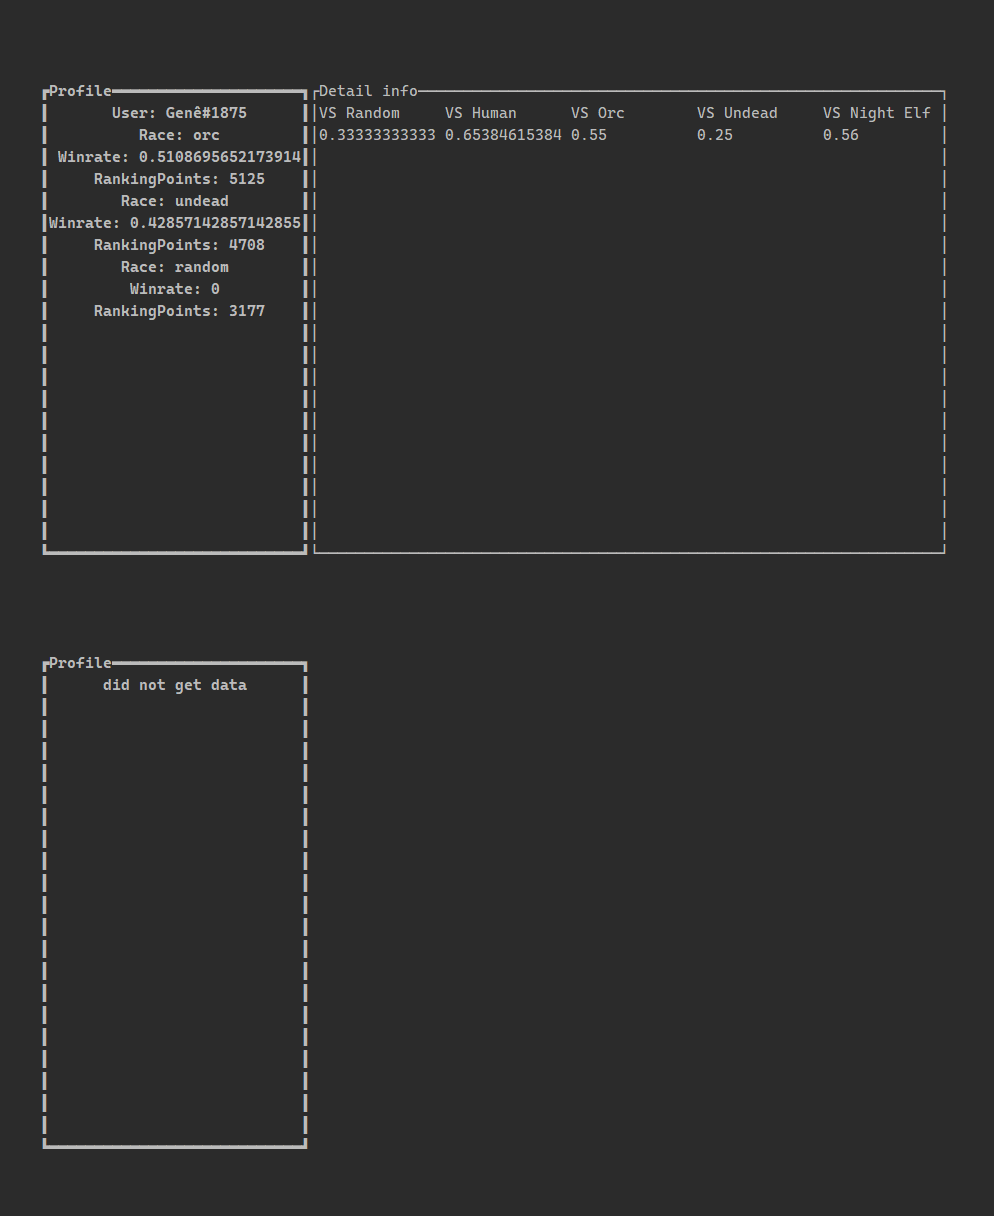 Profile
User: Genê#1875
Race: orc
Winrate: 0.5108695652173914
RankingPoints: 5125
Race: undead
Winrate: 0.42857142857142855
RankingPoints: 4708
Race: random
Winrate: 0
RankingPoints: 3177
Detail info
VS Random VS Human VS Orc VS Undead VS Night Elf
0.33333333333 0.65384615384 0.55 0.25 0.56
Profile
did not get data